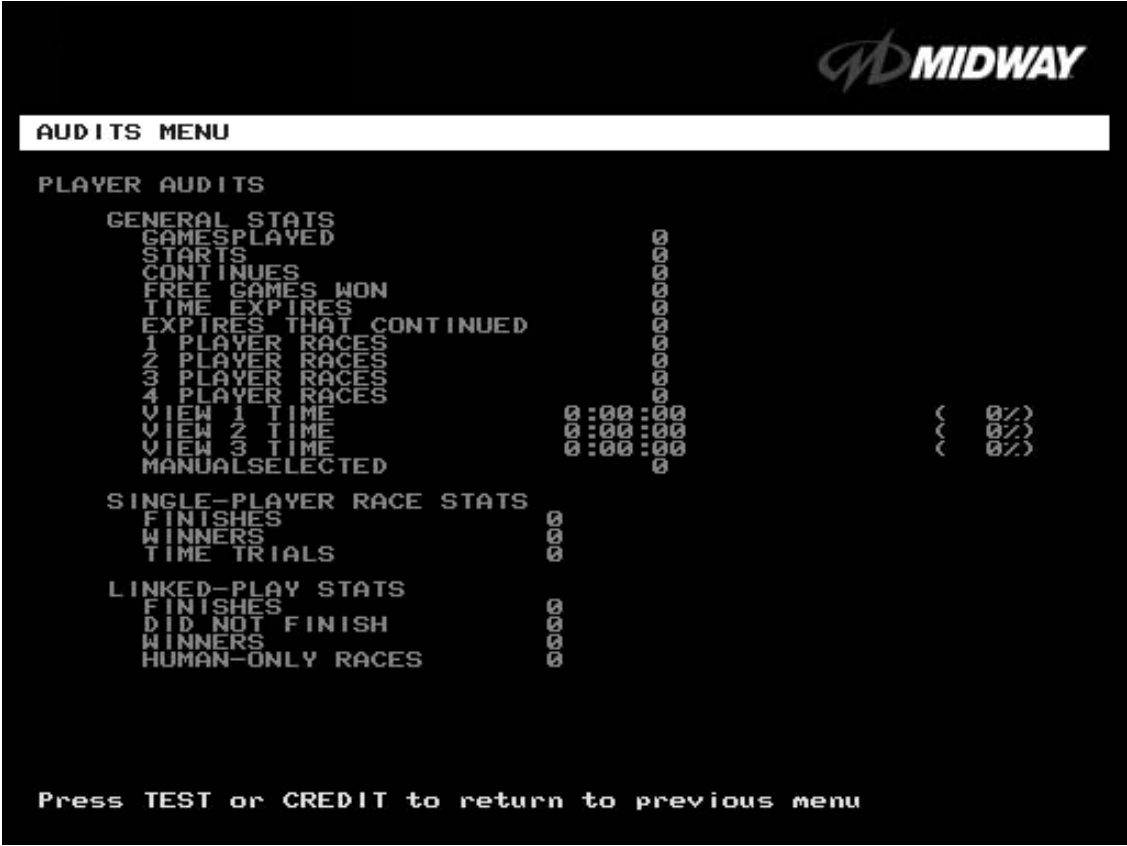 MIDWAY
AUDITS MENU
PLAYER AUDITS
GENERAL STATS
GAMESPLAYED 0
STARTS 0
CONTINUES 0
FREE GAMES WON 0
TIME EXPIRES 0
EXPIRES THAT CONTINUED 0
1 PLAYER RACES 0
2 PLAYER RACES 0
3 PLAYER RACES 0
4 PLAYER RACES 0
VIEW 1 TIME 0:00:00 ( 0%)
VIEW 2 TIME 0:00:00 ( 0%)
VIEW 3 TIME 0:00:00 ( 0%)
MANUALSELECTED 0
SINGLE-PLAYER RACE STATS
FINISHES 0
WINNERS 0
TIME TRIALS 0
LINKED-PLAY STATS
FINISHES 0
DID NOT FINISH 0
WINNERS 0
HUMAN-ONLY RACES 0
Press TEST or CREDIT to return to previous menu